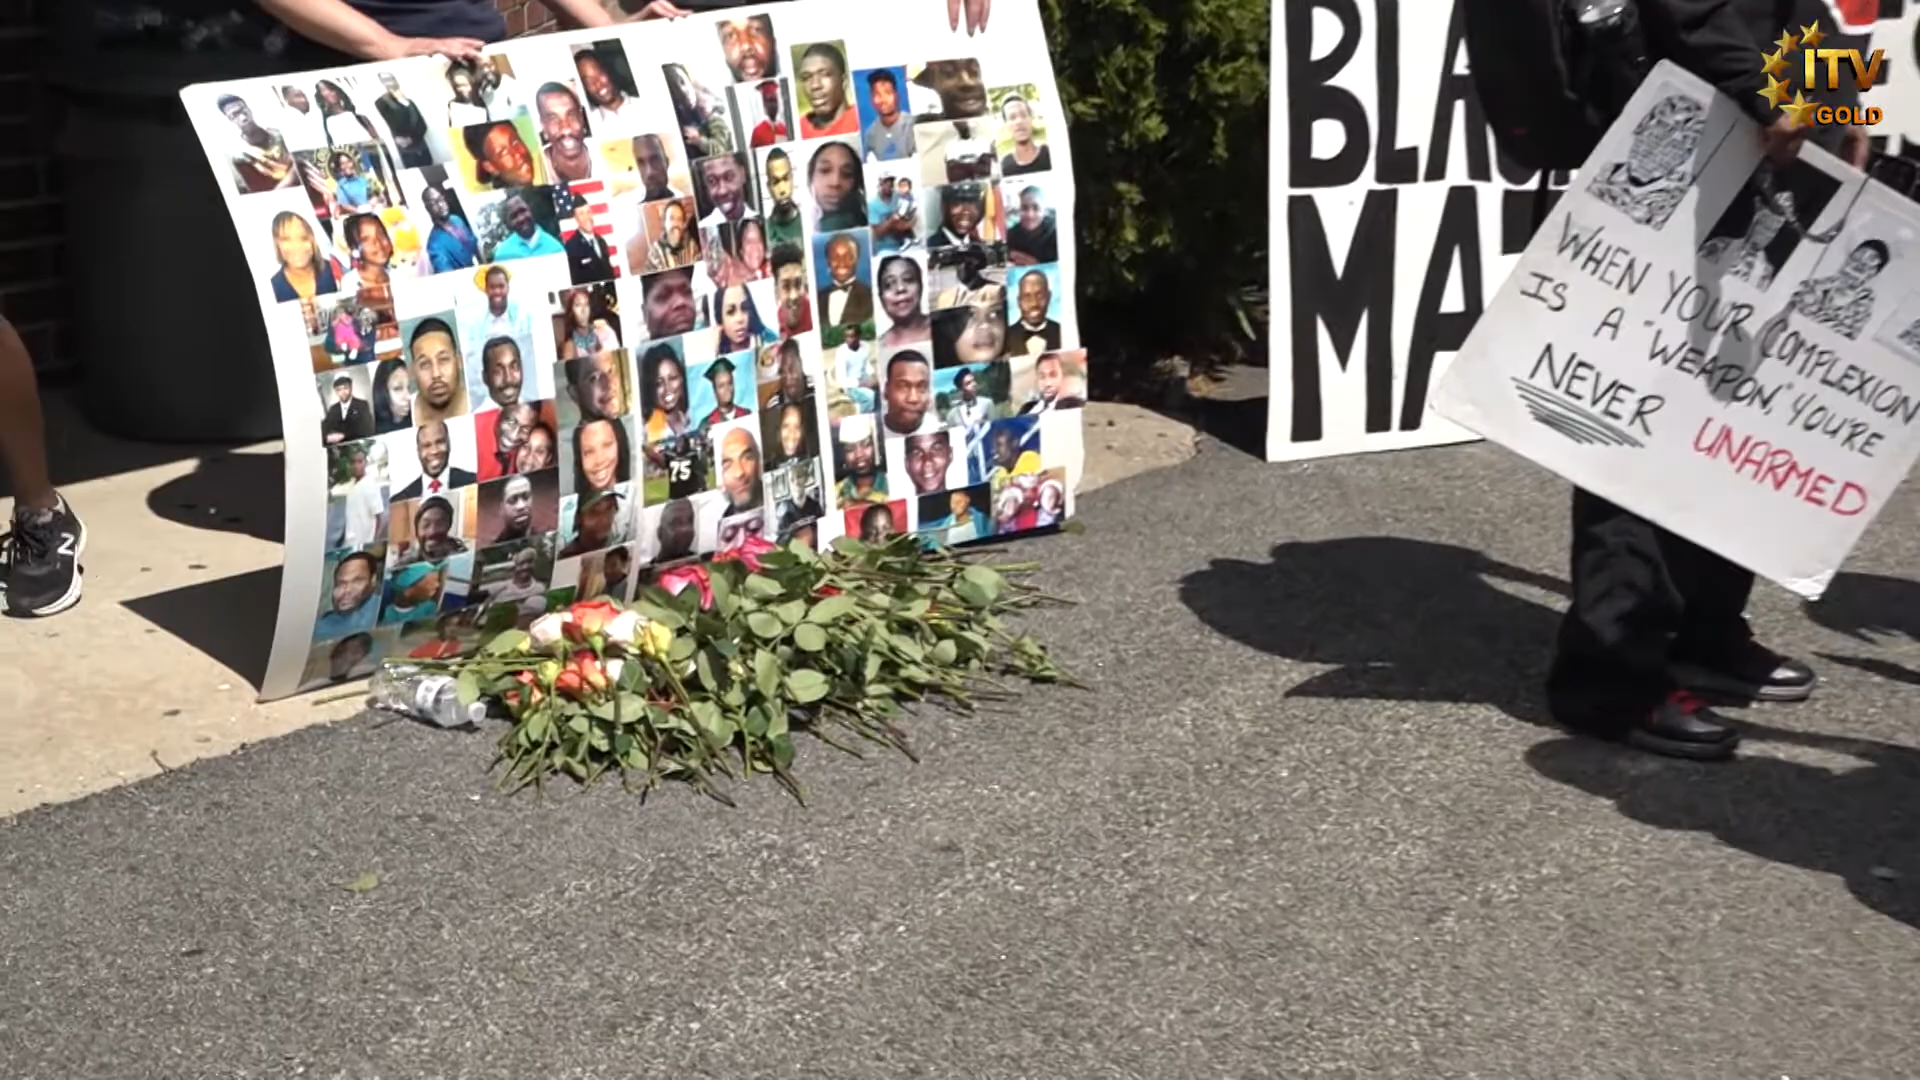 ITV
GOLD
BLA
MA
WHEN YOUR COMPLEXION
IS A "WEAPON," YOU'RE
NEVER UNARMED
75
N